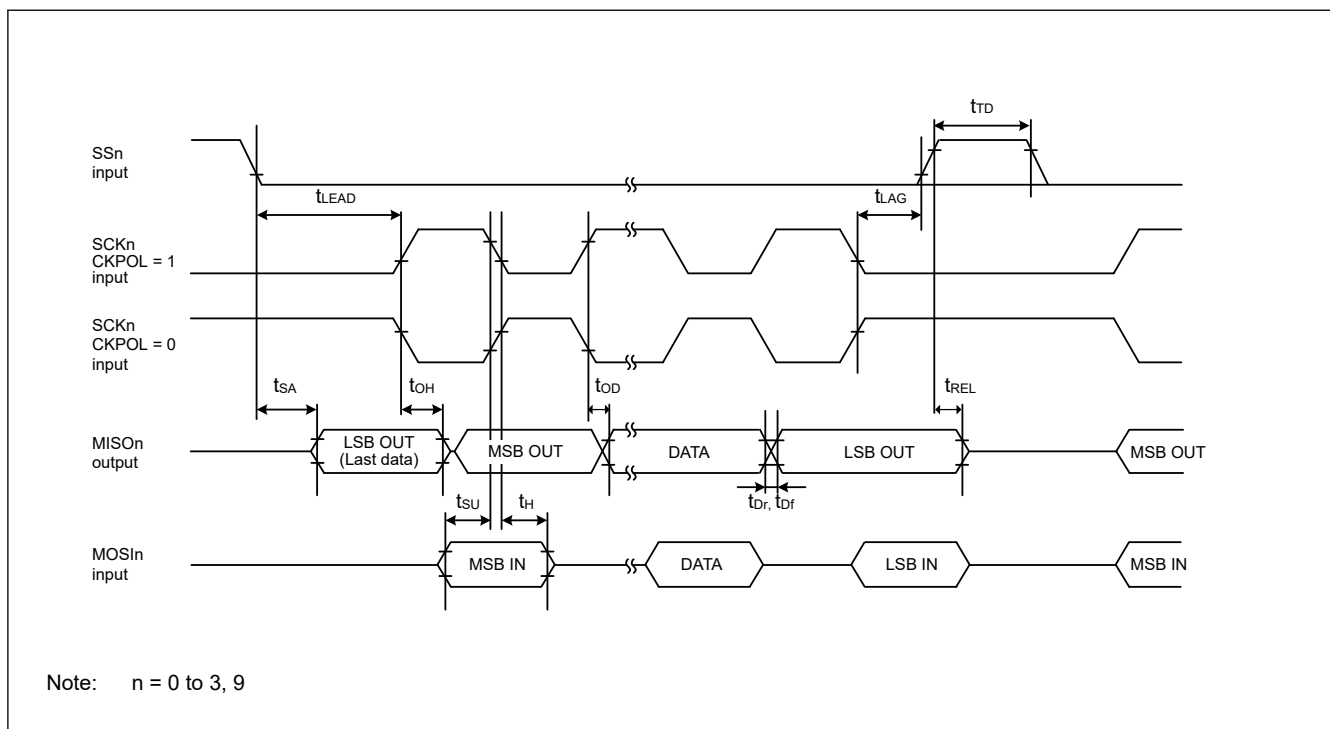 tTD
SSn
input
tLEAD
tLAG
SCKn
CKPOL = 1
input
SCKn
CKPOL = 0
input
tSA
tOH
tOD
tREL
MISOn
output
LSB OUT
(Last data)
MSB OUT
DATA
LSB OUT
MSB OUT
tSU
tH
tDr, tDf
MOSIn
input
MSB IN
DATA
LSB IN
MSB IN
Note: n = 0 to 3, 9